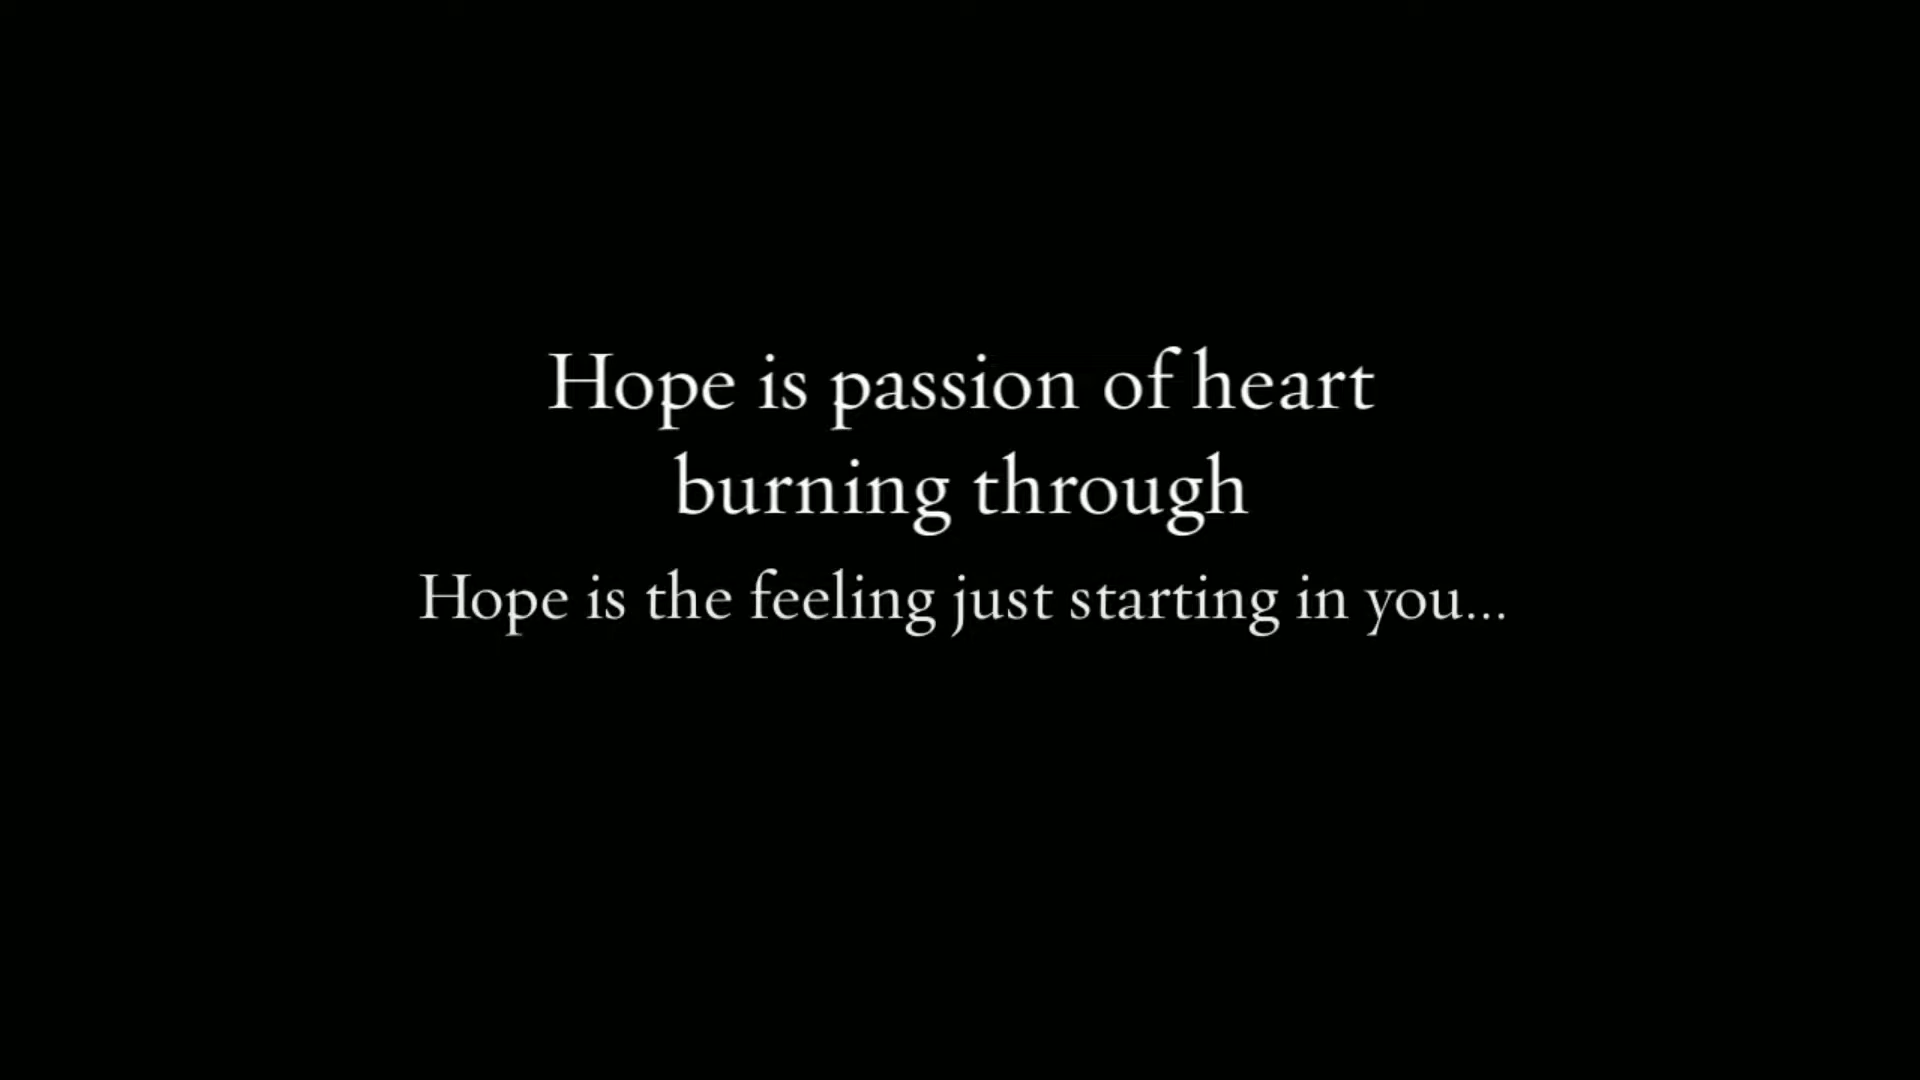 Hope is passion of heart
burning through
Hope is the feeling just starting in you...